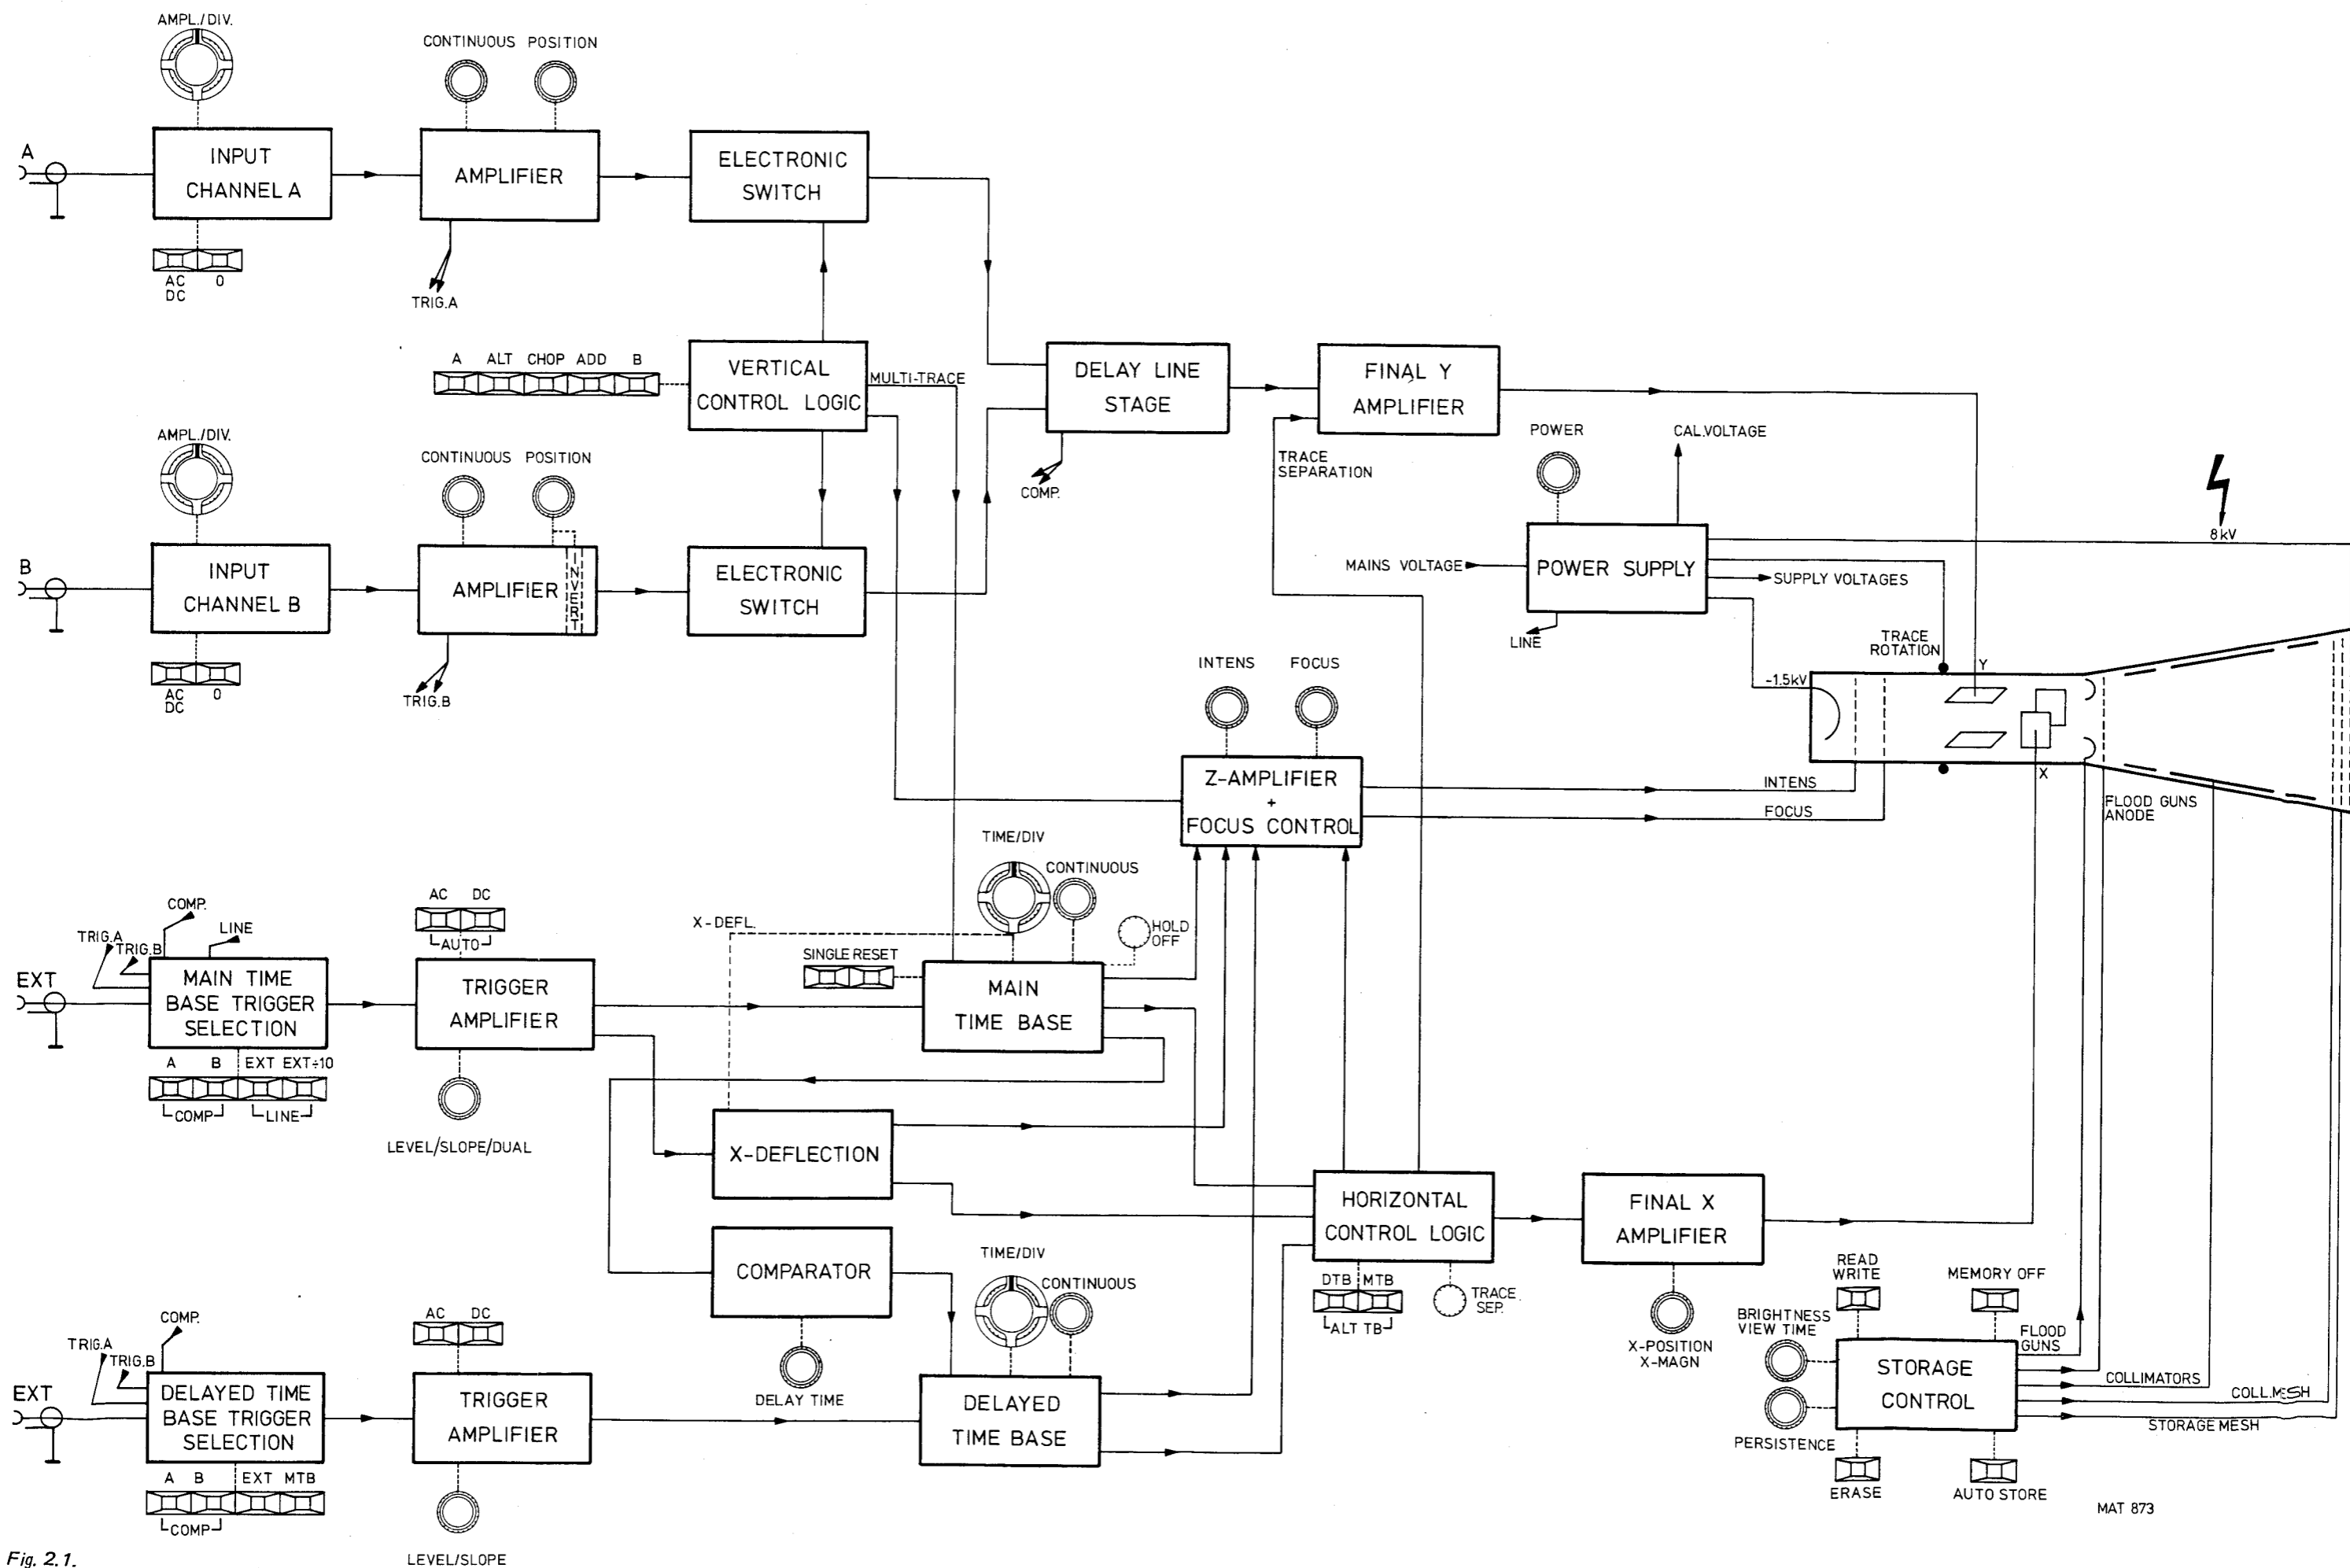 AMPL./DIV.
CONTINUOUS POSITION
A
INPUT
CHANNEL A
AMPLIFIER
ELECTRONIC
SWITCH
AC
DC
0
TRIG.A
A ALT CHOP ADD B
VERTICAL
CONTROL LOGIC
MULTI-TRACE
DELAY LINE
STAGE
FINAL Y
AMPLIFIER
COMP.
TRACE
SEPARATION
AMPL./DIV.
CONTINUOUS POSITION
B
INPUT
CHANNEL B
AMPLIFIER
INVERT
ELECTRONIC
SWITCH
AC
DC
0
TRIG.B
POWER
CAL.VOLTAGE
MAINS VOLTAGE
POWER SUPPLY
SUPPLY VOLTAGES
LINE
8kV
TRACE
ROTATION
Y
-1.5kV
X
FLOOD GUNS
ANODE
INTENS
FOCUS
Z-AMPLIFIER
+
FOCUS CONTROL
INTENS
FOCUS
TIME/DIV
CONTINUOUS
HOLD
OFF
X-DEFL.
SINGLE RESET
MAIN
TIME BASE
COMP.
TRIG.A
TRIG.B
LINE
EXT
MAIN TIME
BASE TRIGGER
SELECTION
A B EXT EXT÷10
COMP
LINE
AC DC
AUTO
TRIGGER
AMPLIFIER
LEVEL/SLOPE/DUAL
X-DEFLECTION
COMPARATOR
DELAY TIME
TIME/DIV
CONTINUOUS
DELAYED
TIME BASE
HORIZONTAL
CONTROL LOGIC
DTB MTB
ALT TB
TRACE
SEP.
FINAL X
AMPLIFIER
X-POSITION
X-MAGN
COMP.
TRIG.A
TRIG.B
EXT
DELAYED TIME
BASE TRIGGER
SELECTION
A B EXT MTB
COMP
AC DC
TRIGGER
AMPLIFIER
LEVEL/SLOPE
READ
WRITE
MEMORY OFF
BRIGHTNESS
VIEW TIME
FLOOD
GUNS
STORAGE
CONTROL
COLLIMATORS
COLL.MESH
STORAGE MESH
PERSISTENCE
ERASE
AUTO STORE
MAT 873
Fig. 2.1.